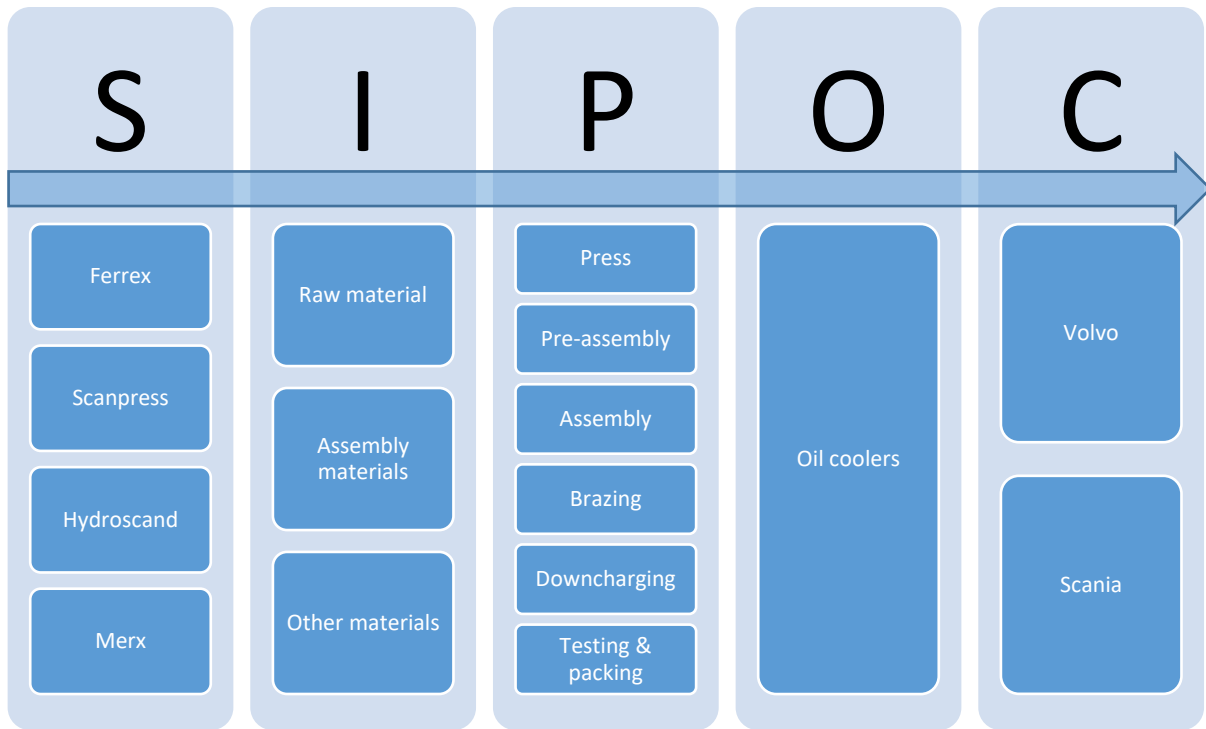 S
I
P
O
C
Ferrex
Scanpress
Hydroscand
Merx
Raw material
Assembly
materials
Other materials
Press
Pre-assembly
Assembly
Brazing
Downcharging
Testing &
packing
Oil coolers
Volvo
Scania